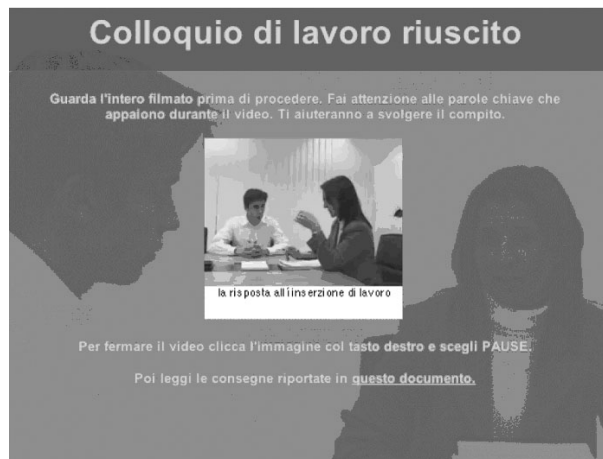 Colloquio di lavoro riuscito
Guarda l'intero filmato prima di procedere. Fai attenzione alle parole chiave che
appaiono durante il video. Ti aiuteranno a svolgere il compito.
la risposta all'iinserzione di lavoro
Per fermare il video clicca l'immagine col tasto destro e scegli PAUSE.
Poi leggi le consegne riportate in questo documento.